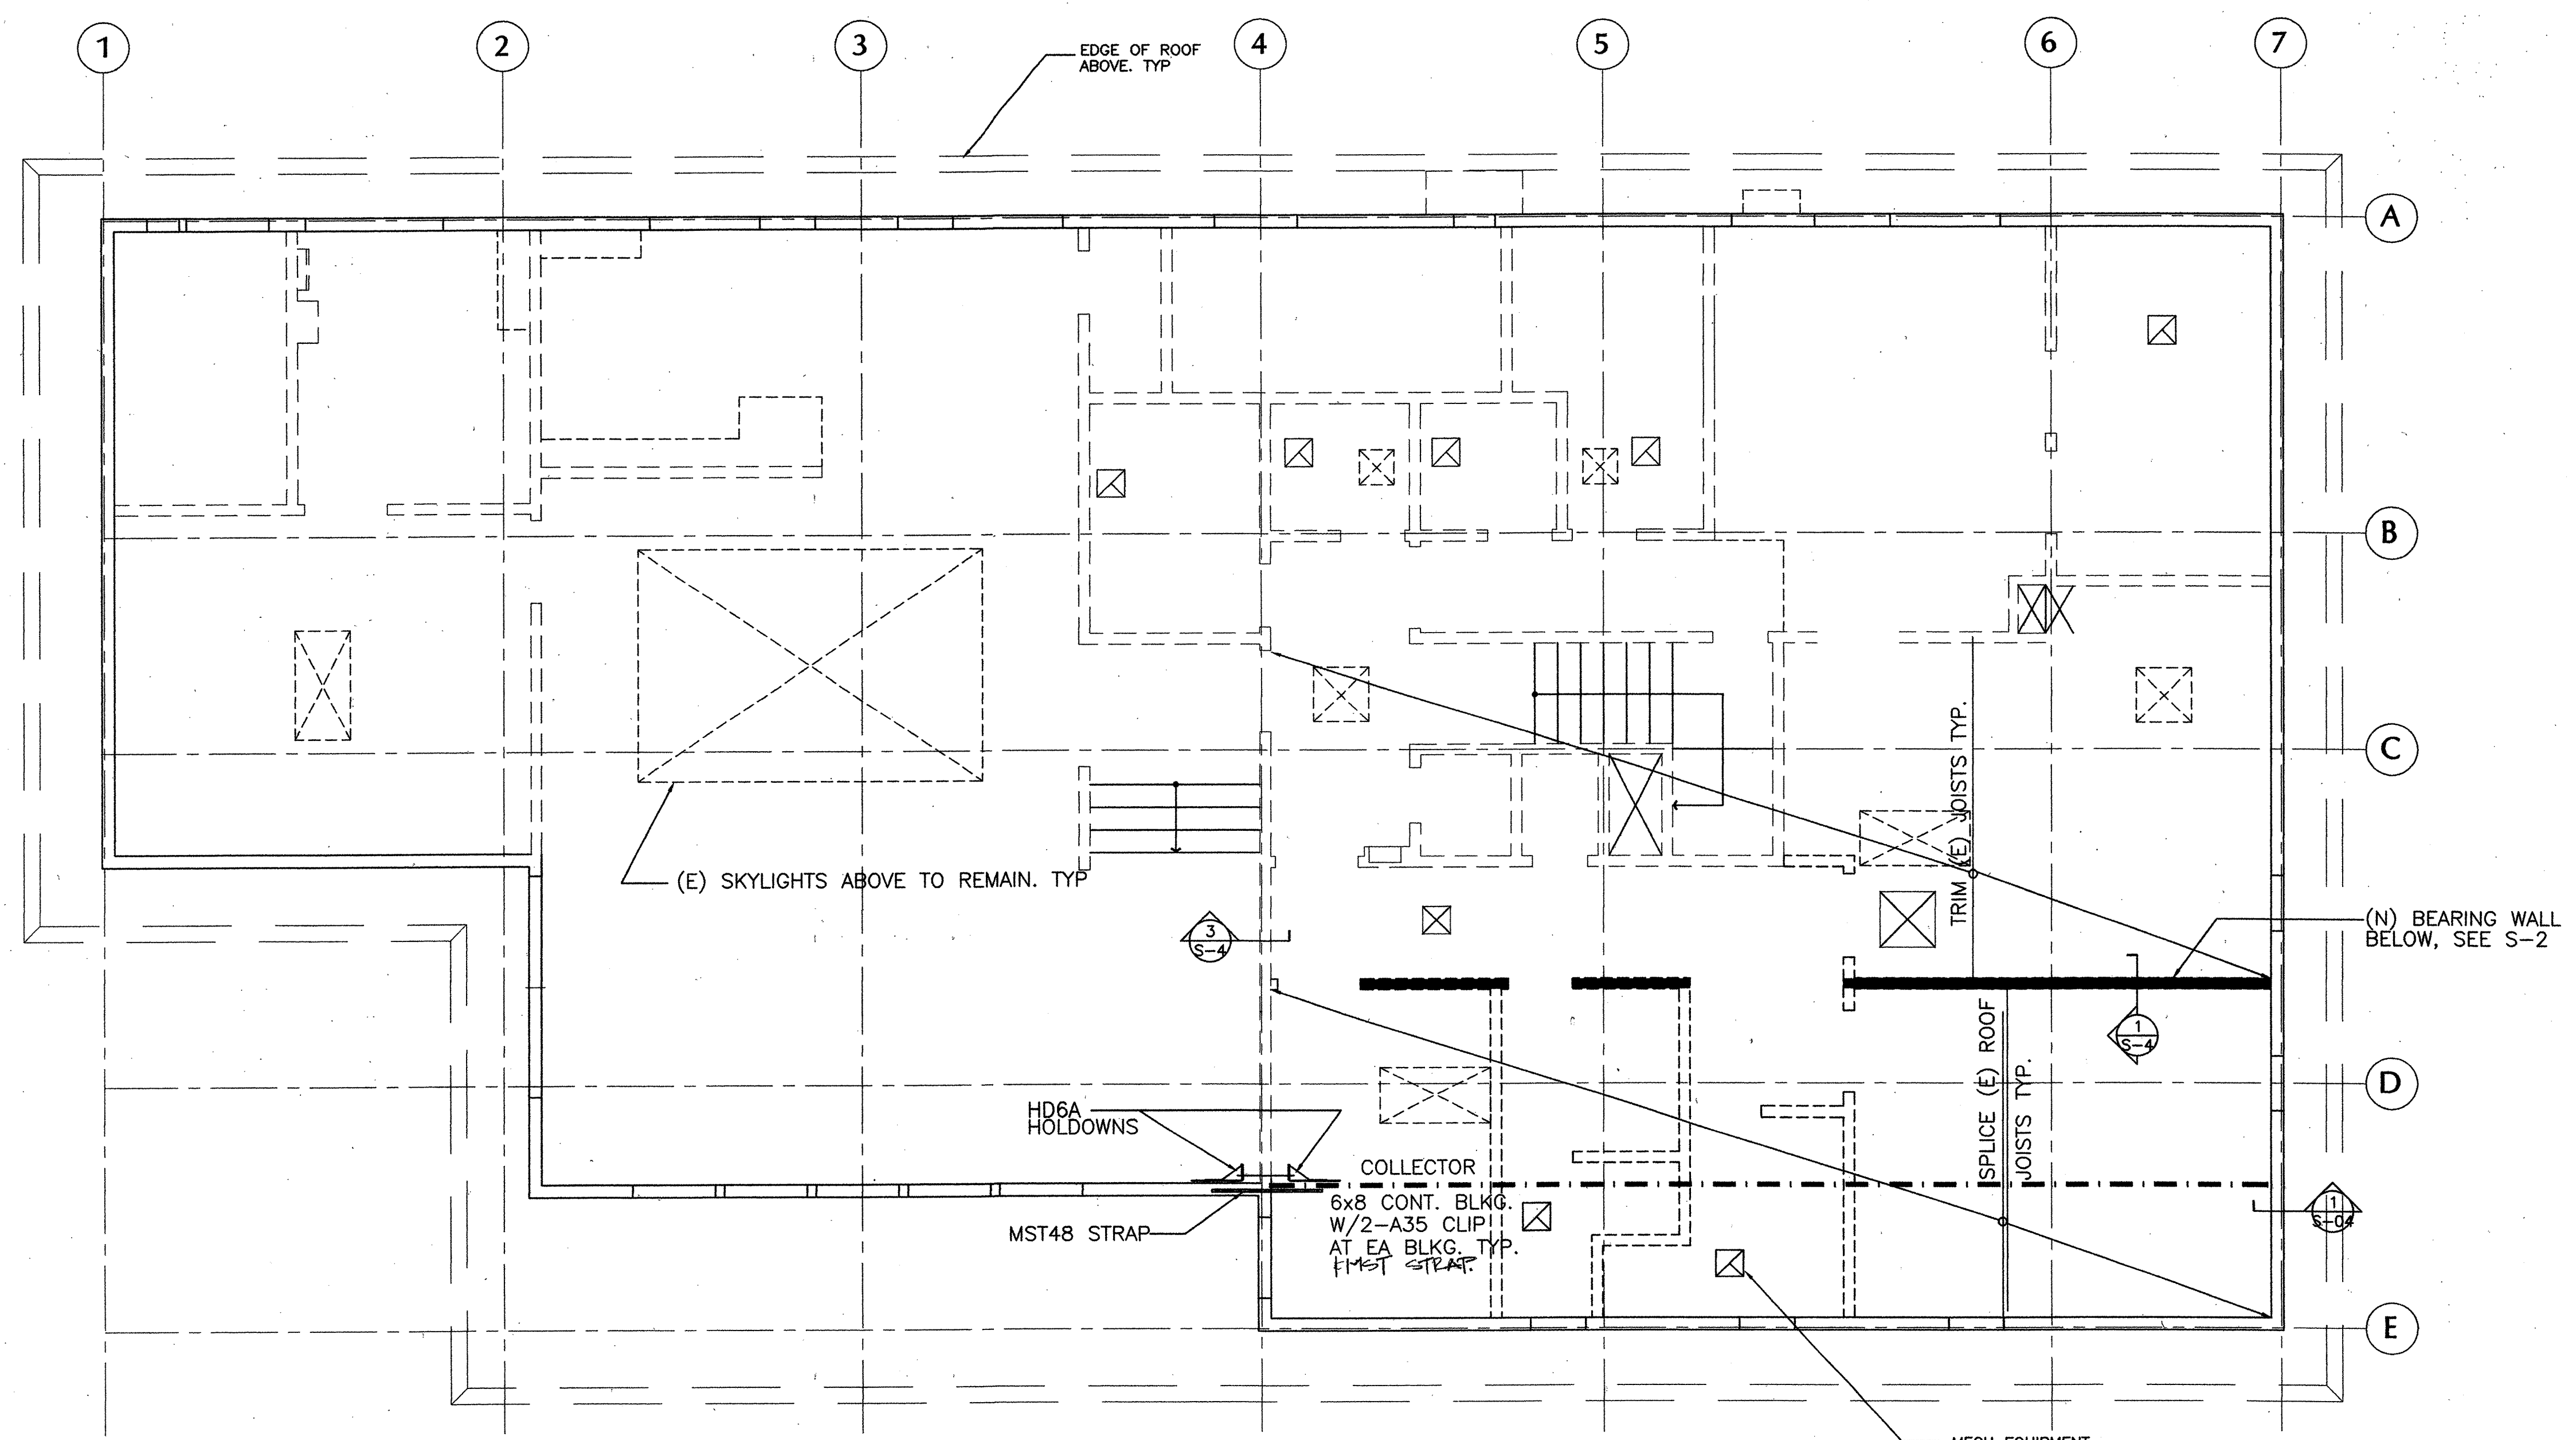 1
2
3
4
5
6
7
EDGE OF ROOF
ABOVE. TYP
A
B
C
TRIM (E) JOISTS TYP.
(E) SKYLIGHTS ABOVE TO REMAIN. TYP
3
S-4
(N) BEARING WALL
BELOW, SEE S-2
1
S-4
SPLICE (E) ROOF
JOISTS TYP.
D
HD6A
HOLDOWNS
COLLECTOR
6x8 CONT. BLKG.
W/2-A35 CLIP
AT EA BLKG. TYP.
STRAP.
MST48 STRAP
1
S-04
E
MECH EQUIPMENT